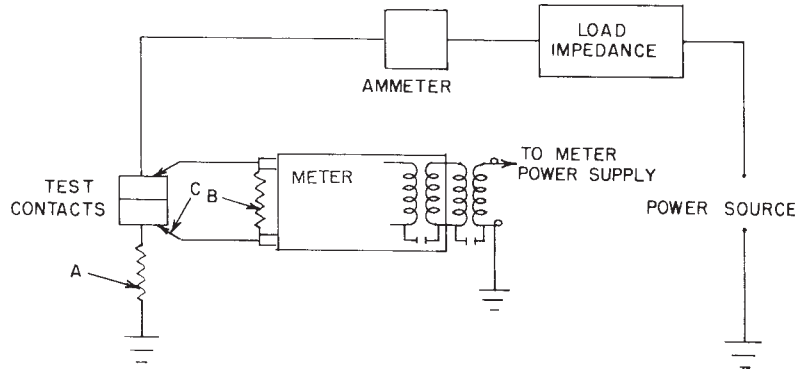 LOAD
IMPEDANCE
AMMETER
TO METER
POWER SUPPLY
METER
TEST
CONTACTS
C
B
POWER SOURCE
A